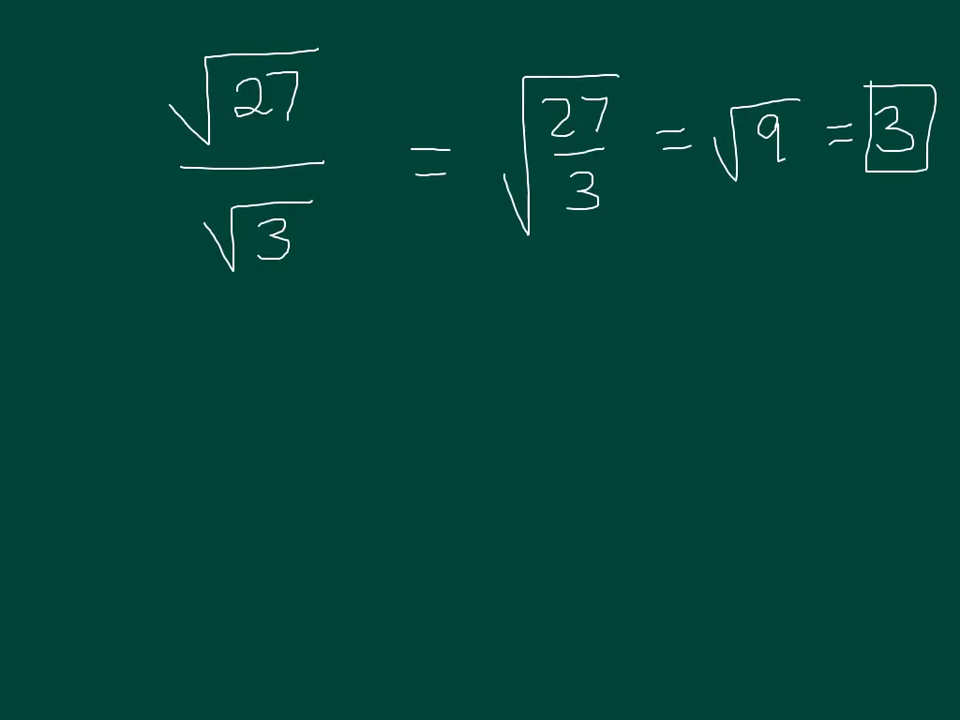 √27 / √3 = √(27/3) = √9 = 3